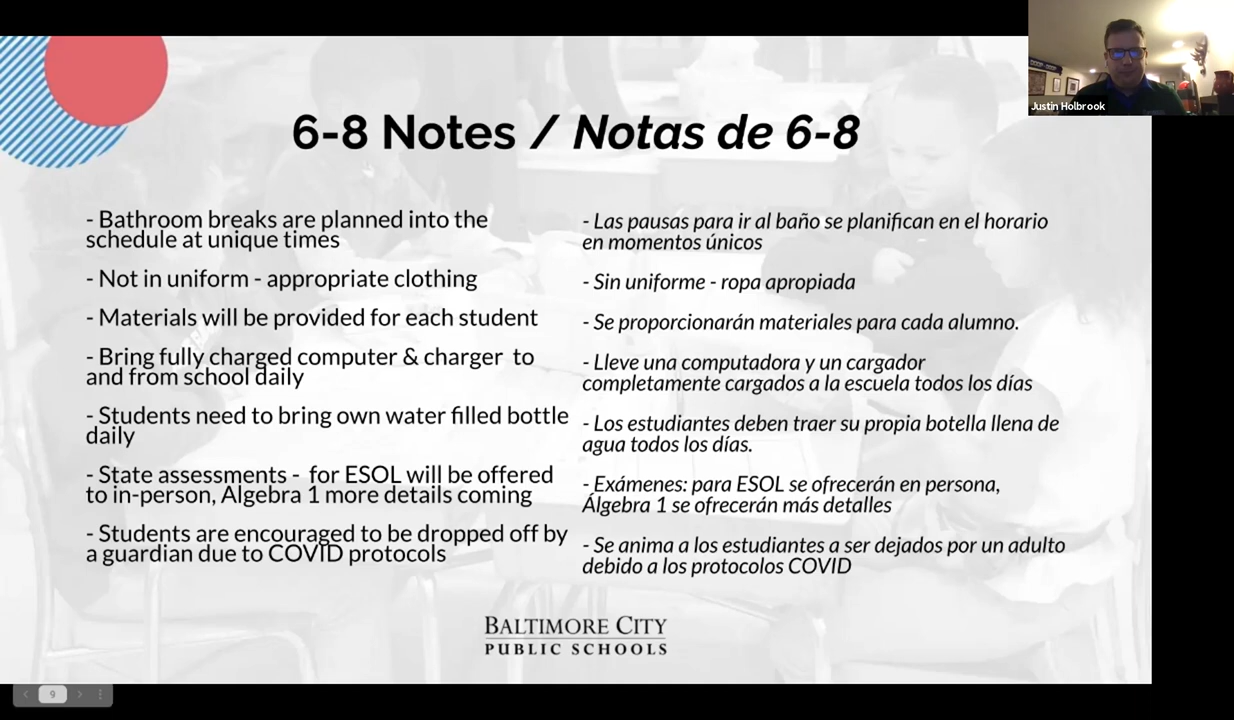 Justin Holbrook
6-8 Notes / Notas de 6-8
- Bathroom breaks are planned into the
schedule at unique times
- Not in uniform - appropriate clothing
- Materials will be provided for each student
- Bring fully charged computer & charger to
and from school daily
- Students need to bring own water filled bottle
daily
- State assessments - for ESOL will be offered
to in-person, Algebra 1 more details coming
- Students are encouraged to be dropped off by
a guardian due to COVID protocols
- Las pausas para ir al baño se planifican en el horario
en momentos únicos
- Sin uniforme - ropa apropiada
- Se proporcionarán materiales para cada alumno.
- Lleve una computadora y un cargador
completamente cargados a la escuela todos los días
- Los estudiantes deben traer su propia botella llena de
agua todos los días.
- Exámenes: para ESOL se ofrecerán en persona,
Álgebra 1 se ofrecerán más detalles
- Se anima a los estudiantes a ser dejados por un adulto
debido a los protocolos COVID
BALTIMORE CITY
PUBLIC SCHOOLS
9